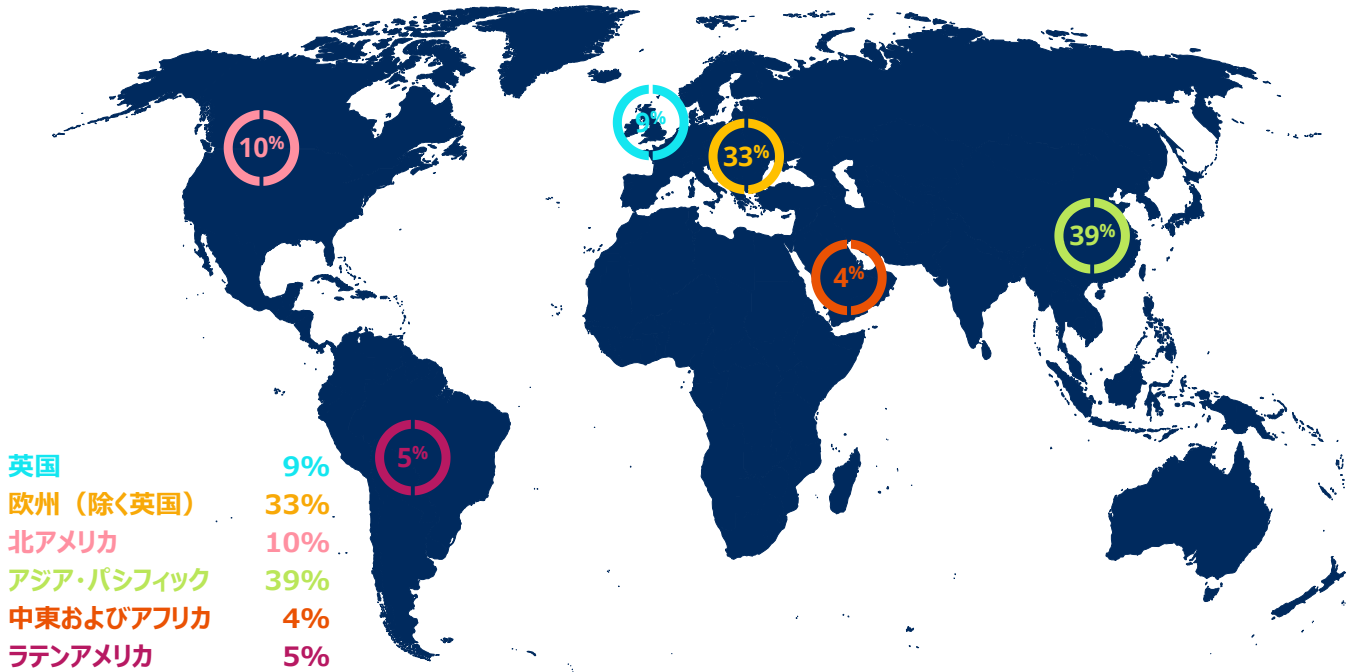 10%
9%
33%
39%
4%
5%
英国 9%
欧州（除く英国） 33%
北アメリカ 10%
アジア・パシフィック 39%
中東およびアフリカ 4%
ラテンアメリカ 5%